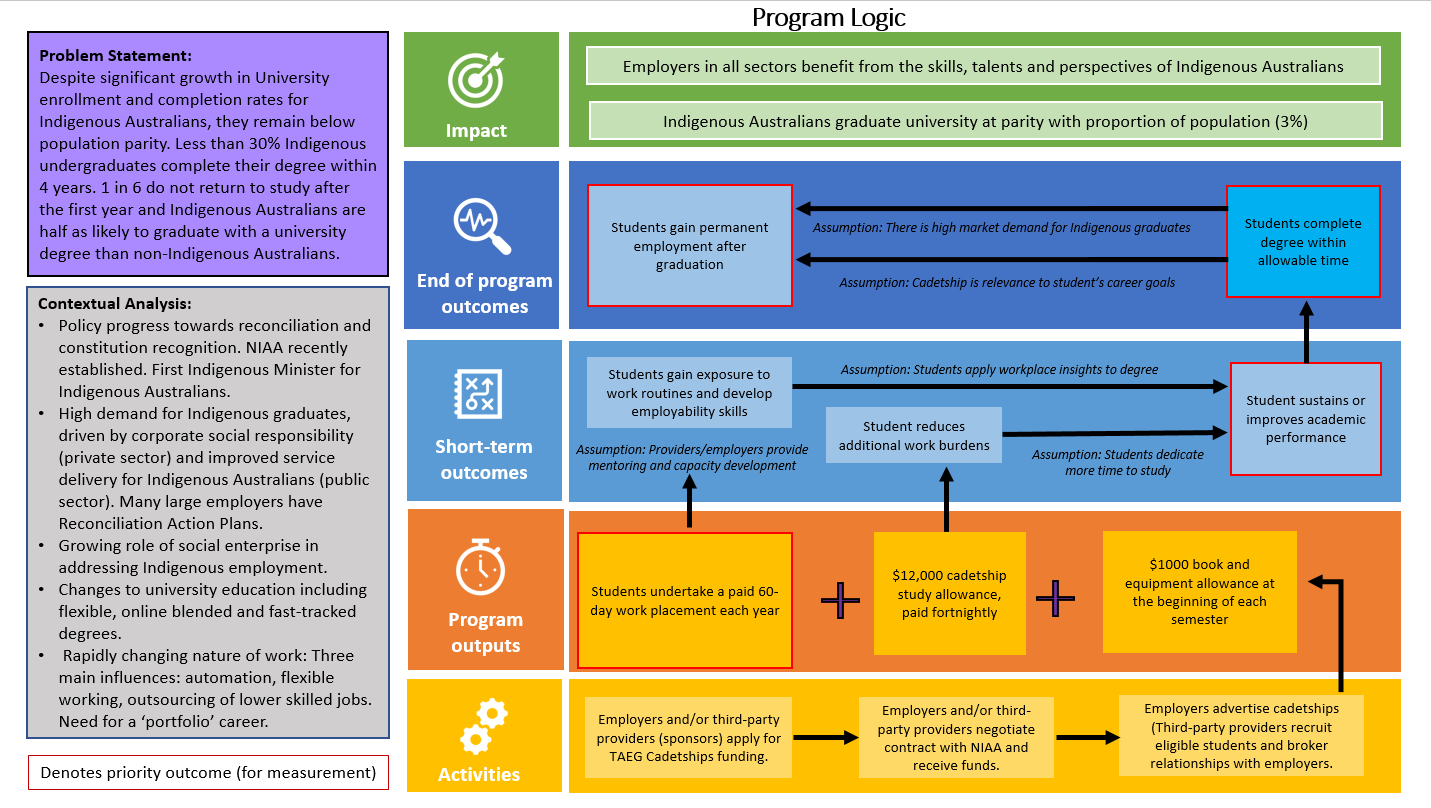 Program Logic
Problem Statement:
Despite significant growth in University
enrollment and completion rates for
Indigenous Australians, they remain below
population parity. Less than 30% Indigenous
undergraduates complete their degree within
4 years. 1 in 6 do not return to study after
the first year and Indigenous Australians are
half as likely to graduate with a university
degree than non-Indigenous Australians.
Contextual Analysis:
• Policy progress towards reconciliation and
constitution recognition. NIAA recently
established. First Indigenous Minister for
Indigenous Australians.
• High demand for Indigenous graduates,
driven by corporate social responsibility
(private sector) and improved service
delivery for Indigenous Australians (public
sector). Many large employers have
Reconciliation Action Plans.
• Growing role of social enterprise in
addressing Indigenous employment.
• Changes to university education including
flexible, online blended and fast-tracked
degrees.
• Rapidly changing nature of work: Three
main influences: automation, flexible
working, outsourcing of lower skilled jobs.
Need for a ‘portfolio’ career.
Denotes priority outcome (for measurement)
Impact
Employers in all sectors benefit from the skills, talents and perspectives of Indigenous Australians
Indigenous Australians graduate university at parity with proportion of population (3%)
End of program
outcomes
Students gain permanent
employment after
graduation
Assumption: There is high market demand for Indigenous graduates
Assumption: Cadetship is relevance to student’s career goals
Students complete
degree within
allowable time
Short-term
outcomes
Students gain exposure to
work routines and develop
employability skills
Assumption: Providers/employers provide
mentoring and capacity development
Assumption: Students apply workplace insights to degree
Student reduces
additional work burdens
Assumption: Students dedicate
more time to study
Student sustains or
improves academic
performance
Program
outputs
Students undertake a paid 60-
day work placement each year
$12,000 cadetship
study allowance,
paid fortnightly
$1000 book and
equipment allowance at
the beginning of each
semester
Activities
Employers and/or third-party
providers (sponsors) apply for
TAEG Cadetships funding.
Employers and/or third-
party providers negotiate
contract with NIAA and
receive funds.
Employers advertise cadetships
(Third-party providers recruit
eligible students and broker
relationships with employers.